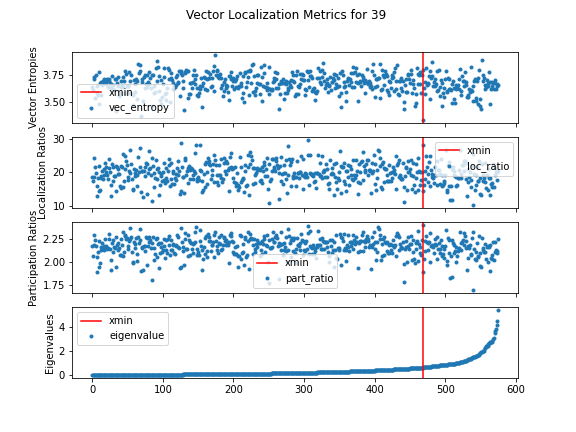 Vector Localization Metrics for 39
Vector Entropies
3.75
3.50
xmin
vec_entropy
Localization Ratios
30
20
10
xmin
loc_ratio
Participation Ratios
2.25
2.00
1.75
xmin
part_ratio
Eigenvalues
4
2
0
xmin
eigenvalue
0 100 200 300 400 500 600